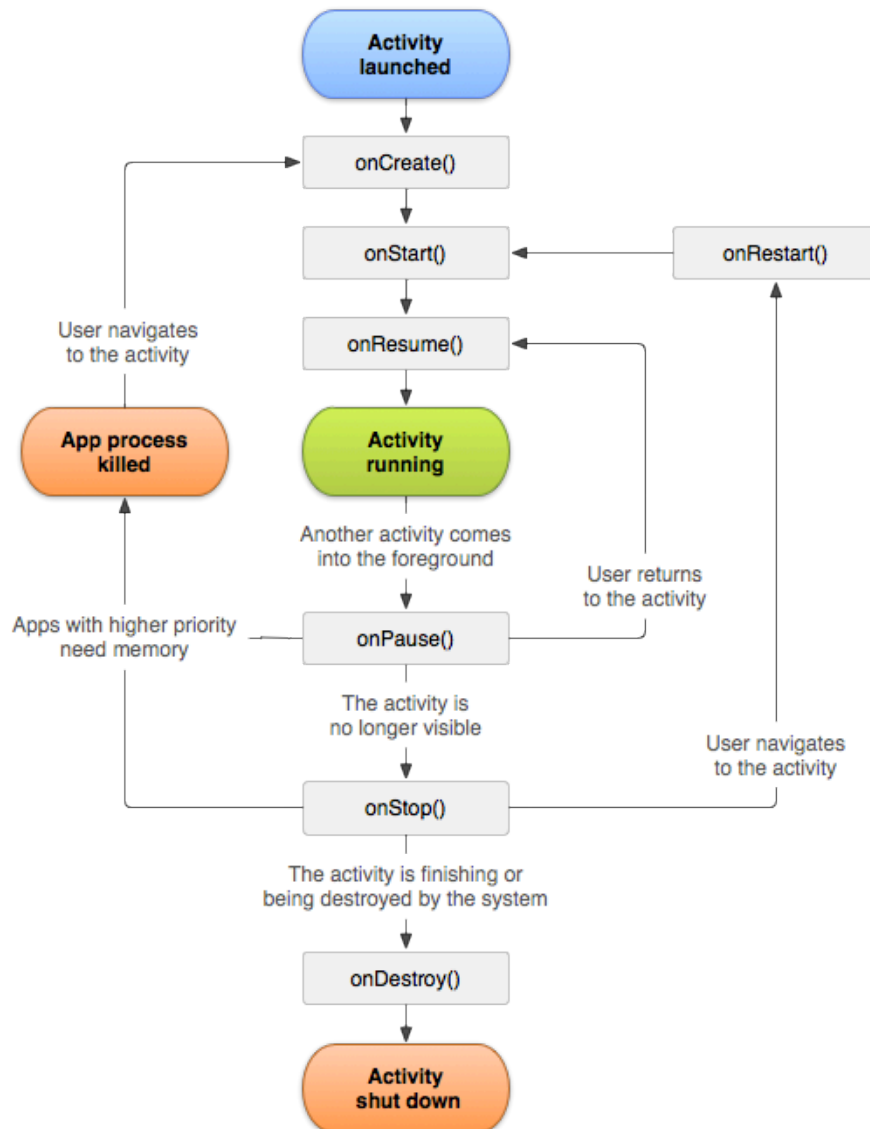 Activity
launched
onCreate()
onStart()
onRestart()
User navigates
to the activity
onResume()
App process
killed
Activity
running
Another activity comes
into the foreground
User returns
to the activity
Apps with higher priority
need memory
onPause()
The activity is
no longer visible
User navigates
to the activity
onStop()
The activity is finishing or
being destroyed by the system
onDestroy()
Activity
shut down